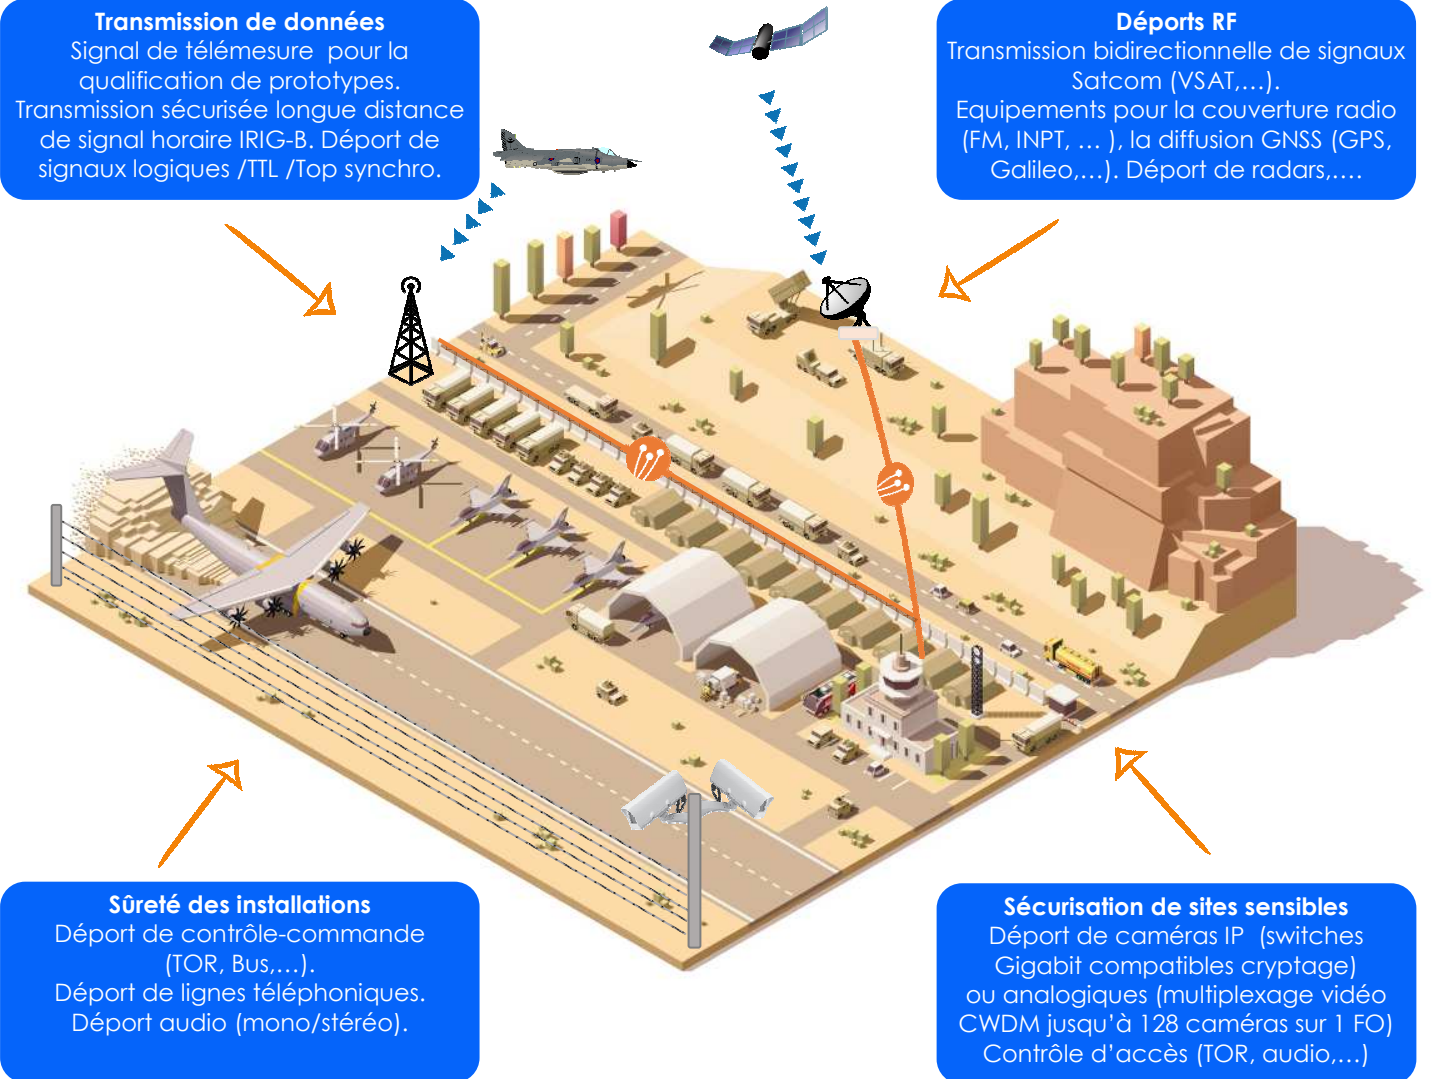 Transmission de données
Signal de télémesure pour la
qualification de prototypes.
Transmission sécurisée longue distance
de signal horaire IRIG-B. Déport de
signaux logiques /TTL /Top synchro.
Déports RF
Transmission bidirectionnelle de signaux
Satcom (VSAT,...).
Equipements pour la couverture radio
(FM, INPT, ... ), la diffusion GNSS (GPS,
Galileo,...). Déport de radars,....
Sûreté des installations
Déport de contrôle-commande
(TOR, Bus,...).
Déport de lignes téléphoniques.
Déport audio (mono/stéréo).
Sécurisation de sites sensibles
Déport de caméras IP (switches
Gigabit compatibles cryptage)
ou analogiques (multiplexage vidéo
CWDM jusqu'à 128 caméras sur 1 FO)
Contrôle d'accès (TOR, audio,...)